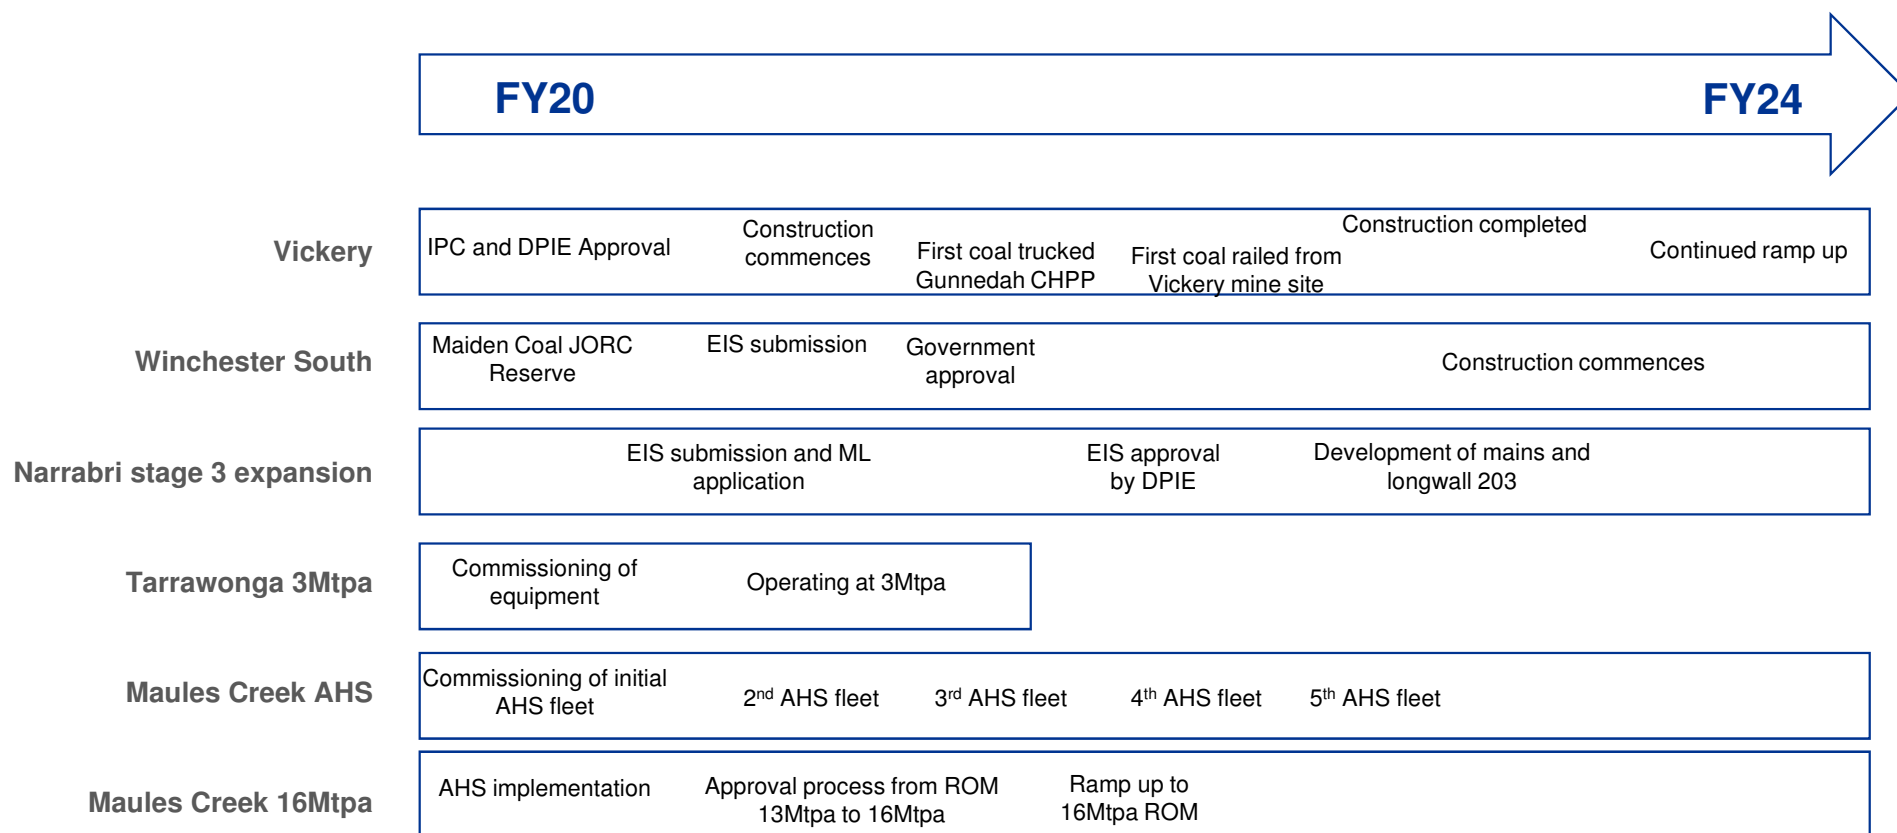 FY20
FY24
Vickery
IPC and DPIE Approval
Construction
commences
First coal trucked
Gunnedah CHPP
First coal railed from
Vickery mine site
Construction completed
Continued ramp up
Winchester South
Maiden Coal JORC
Reserve
EIS submission
Government
approval
Construction commences
Narrabri stage 3 expansion
EIS submission and ML
application
EIS approval
by DPIE
Development of mains and
longwall 203
Tarrawonga 3Mtpa
Commissioning of
equipment
Operating at 3Mtpa
Maules Creek AHS
Commissioning of initial
AHS fleet
2nd AHS fleet
3rd AHS fleet
4th AHS fleet
5th AHS fleet
Maules Creek 16Mtpa
AHS implementation
Approval process from ROM
13Mtpa to 16Mtpa
Ramp up to
16Mtpa ROM